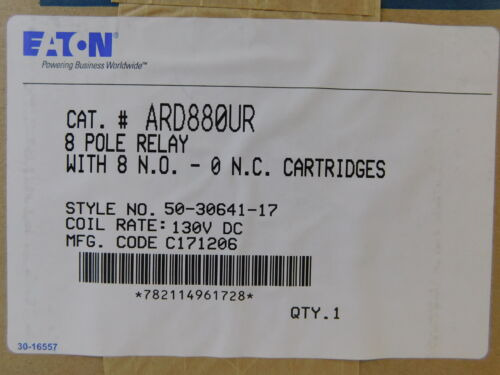 EATON
Powering Business Worldwide™
CAT. # ARD880UR
8 POLE RELAY
WITH 8 N.O. - 0 N.C. CARTRIDGES
STYLE NO. 50-30641-17
COIL RATE: 130V DC
MFG. CODE C171206
*782114961728*
QTY. 1
30-16557